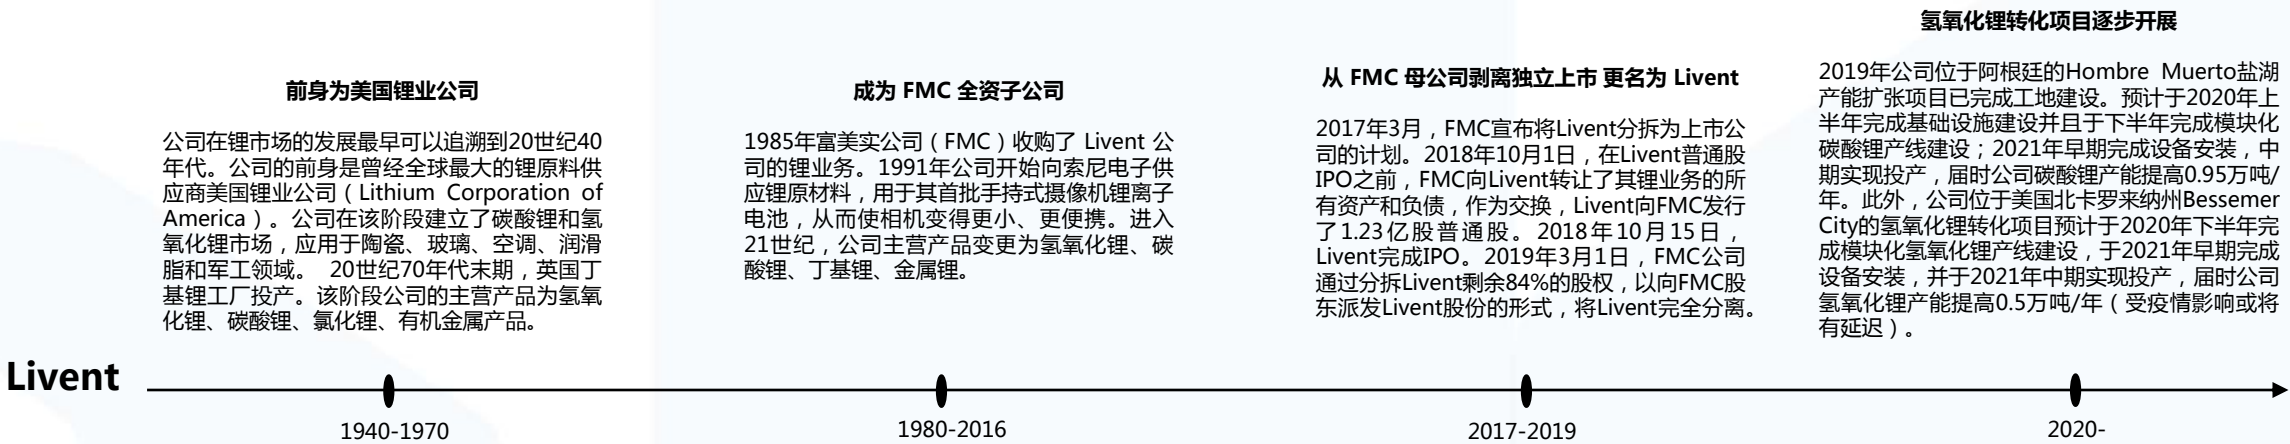 前身为美国锂业公司
公司在锂市场的发展最早可以追溯到20世纪40
年代。公司的前身是曾经全球最大的锂原料供
应商美国锂业公司（Lithium Corporation of
America）。公司在该阶段建立了碳酸锂和氢
氧化锂市场，应用于陶瓷、玻璃、空调、润滑
脂和军工领域。 20世纪70年代末期，英国丁
基锂工厂投产。该阶段公司的主营产品为氢氧
化锂、碳酸锂、氯化锂、有机金属产品。
成为 FMC 全资子公司
1985年富美实公司（FMC）收购了 Livent 公
司的锂业务。1991年公司开始向索尼电子供
应锂原材料，用于其首批手持式摄像机锂离子
电池，从而使相机变得更小、更便携。进入
21世纪，公司主营产品变更为氢氧化锂、碳
酸锂、丁基锂、金属锂。
从 FMC 母公司剥离独立上市 更名为 Livent
2017年3月，FMC宣布将Livent分拆为上市公
司的计划。2018年10月1日，在Livent普通股
IPO之前，FMC向Livent转让了其锂业务的所
有资产和负债，作为交换，Livent向FMC发行
了1.23亿股普通股。2018年10月15日，
Livent完成IPO。2019年3月1日，FMC公司
通过分拆Livent剩余84%的股权，以向FMC股
东派发Livent股份的形式，将Livent完全分离。
氢氧化锂转化项目逐步开展
2019年公司位于阿根廷的Hombre Muerto盐湖
产能扩张项目已完成工地建设。预计于2020年上
半年完成基础设施建设并且于下半年完成模块化
碳酸锂产线建设；2021年早期完成设备安装，中
期实现投产，届时公司碳酸锂产能提高0.95万吨/
年。此外，公司位于美国北卡罗来纳州Bessemer
City的氢氧化锂转化项目预计于2020年下半年完
成模块化氢氧化锂产线建设，于2021年早期完成
设备安装，并于2021年中期实现投产，届时公司
氢氧化锂产能提高0.5万吨/年（受疫情影响或将
有延迟）。
Livent
1940-1970
1980-2016
2017-2019
2020-